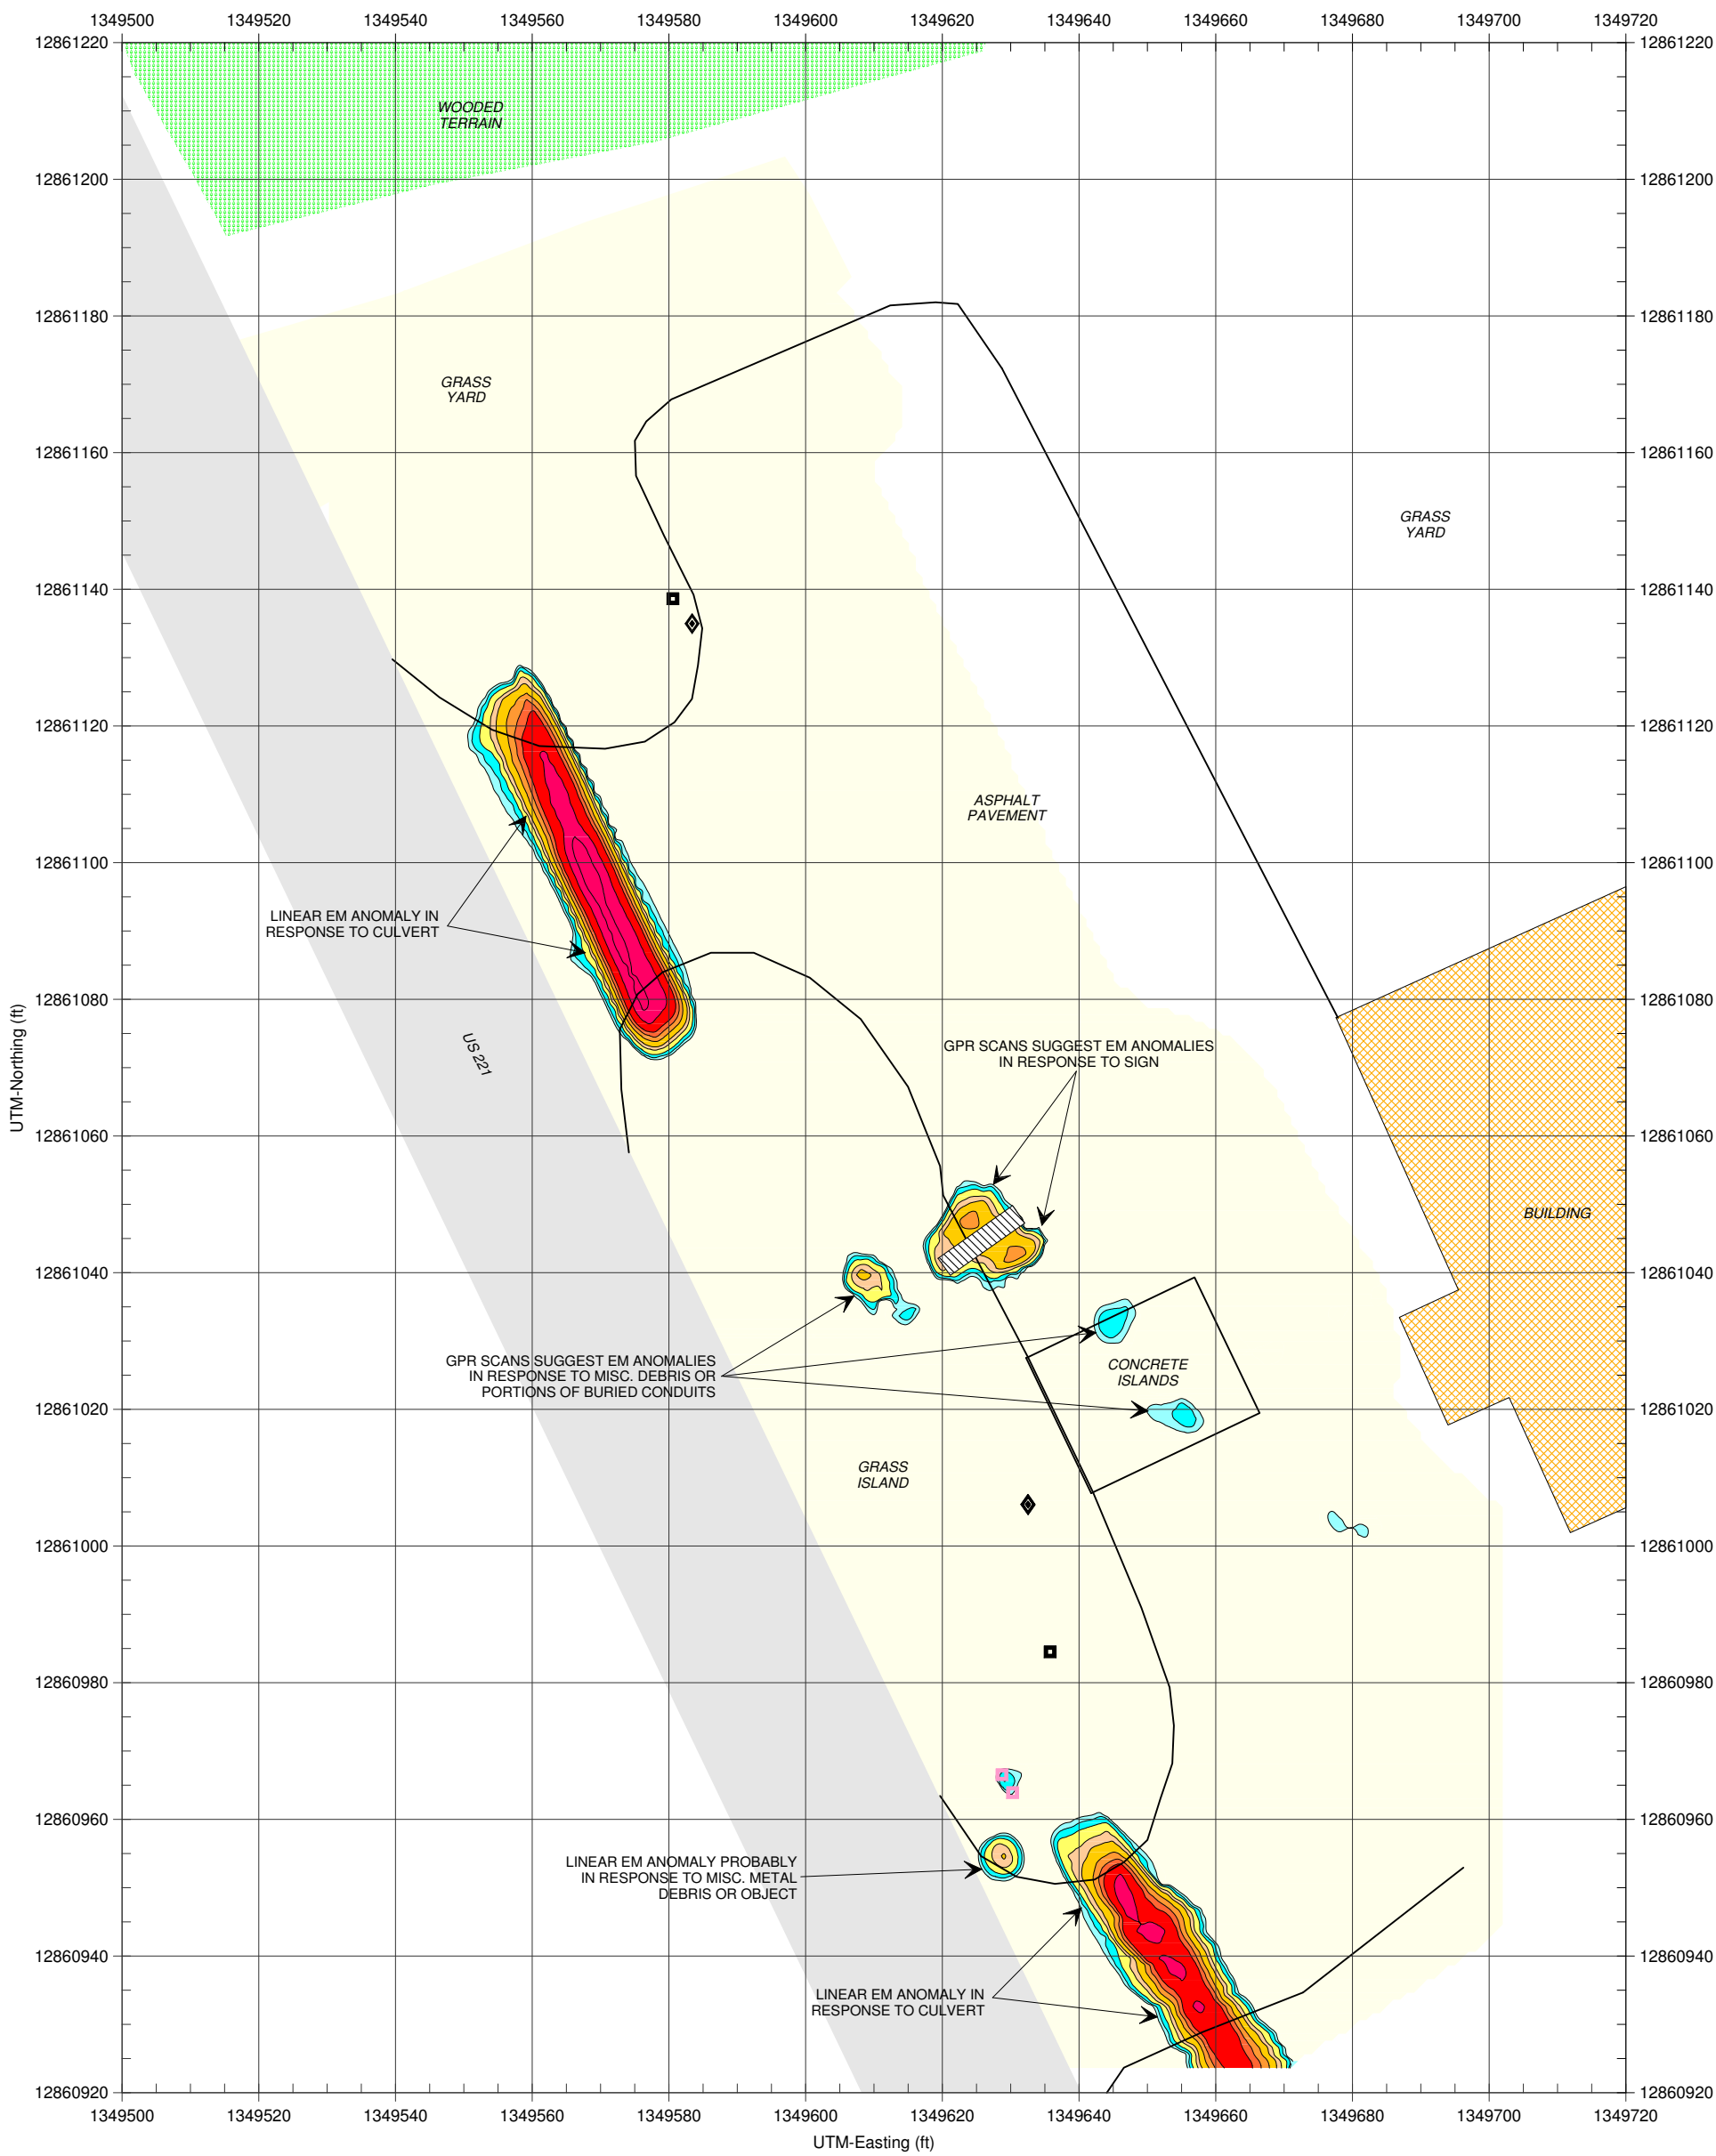 1349500 1349520 1349540 1349560 1349580 1349600 1349620 1349640 1349660 1349680 1349700 1349720
12861220 12861220
WOODED
TERRAIN
12861200 12861200
12861180 12861180
GRASS
YARD
12861160 12861160
GRASS
YARD
12861140 12861140
12861120 12861120
ASPHALT
PAVEMENT
12861100 12861100
LINEAR EM ANOMALY IN
RESPONSE TO CULVERT
12861080 12861080
US 221
GPR SCANS SUGGEST EM ANOMALIES
IN RESPONSE TO SIGN
UTM-Northing (ft)
12861060 12861060
BUILDING
12861040 12861040
GPR SCANS SUGGEST EM ANOMALIES
IN RESPONSE TO MISC. DEBRIS OR
PORTIONS OF BURIED CONDUITS
CONCRETE
ISLANDS
12861020 12861020
GRASS
ISLAND
12861000 12861000
12860980 12860980
12860960 12860960
LINEAR EM ANOMALY PROBABLY
IN RESPONSE TO MISC. METAL
DEBRIS OR OBJECT
12860940 12860940
LINEAR EM ANOMALY IN
RESPONSE TO CULVERT
12860920 12860920
1349500 1349520 1349540 1349560 1349580 1349600 1349620 1349640 1349660 1349680 1349700 1349720
UTM-Easting (ft)